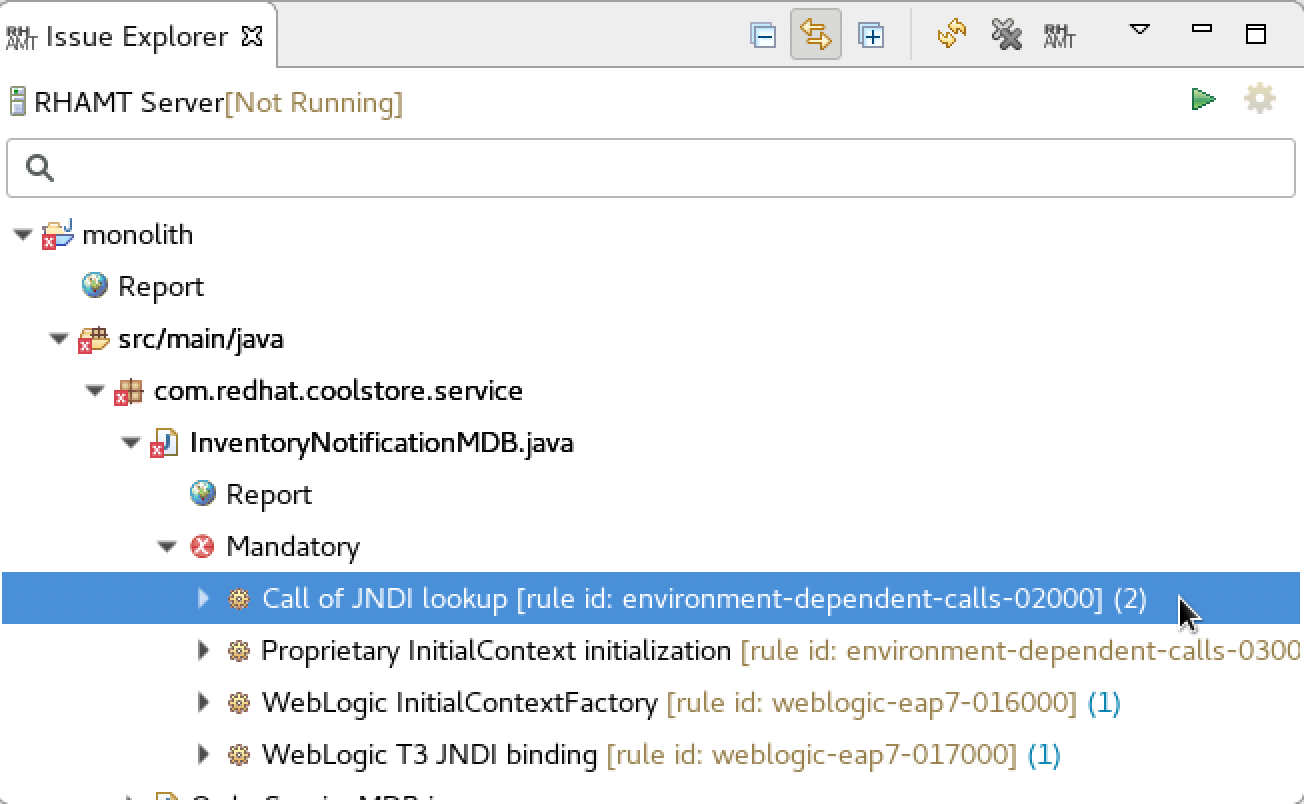 RH AMT Issue Explorer
RH AMT
RHAMT Server[Not Running]
monolith
Report
src/main/java
com.redhat.coolstore.service
InventoryNotificationMDB.java
Report
Mandatory
Call of JNDI lookup [rule id: environment-dependent-calls-02000] (2)
Proprietary InitialContext initialization [rule id: environment-dependent-calls-0300
WebLogic InitialContextFactory [rule id: weblogic-eap7-016000] (1)
WebLogic T3 JNDI binding [rule id: weblogic-eap7-017000] (1)